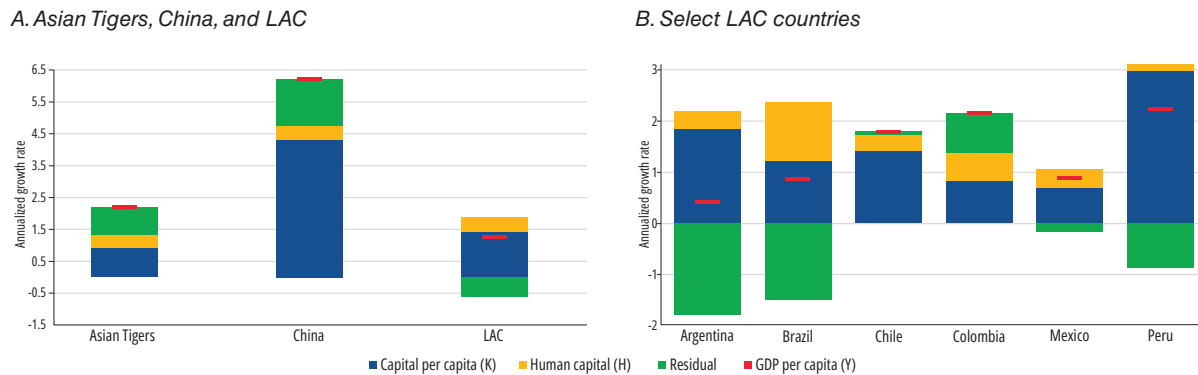 A. Asian Tigers, China, and LAC
Annualized growth rate
6.5
5.5
4.5
3.5
2.5
1.5
0.5
-0.5
-1.5
Asian Tigers China LAC
B. Select LAC countries
Annualized growth rate
3
2
1
0
-1
-2
Argentina Brazil Chile Colombia Mexico Peru
Capital per capita (K) Human capital (H) Residual GDP per capita (Y)